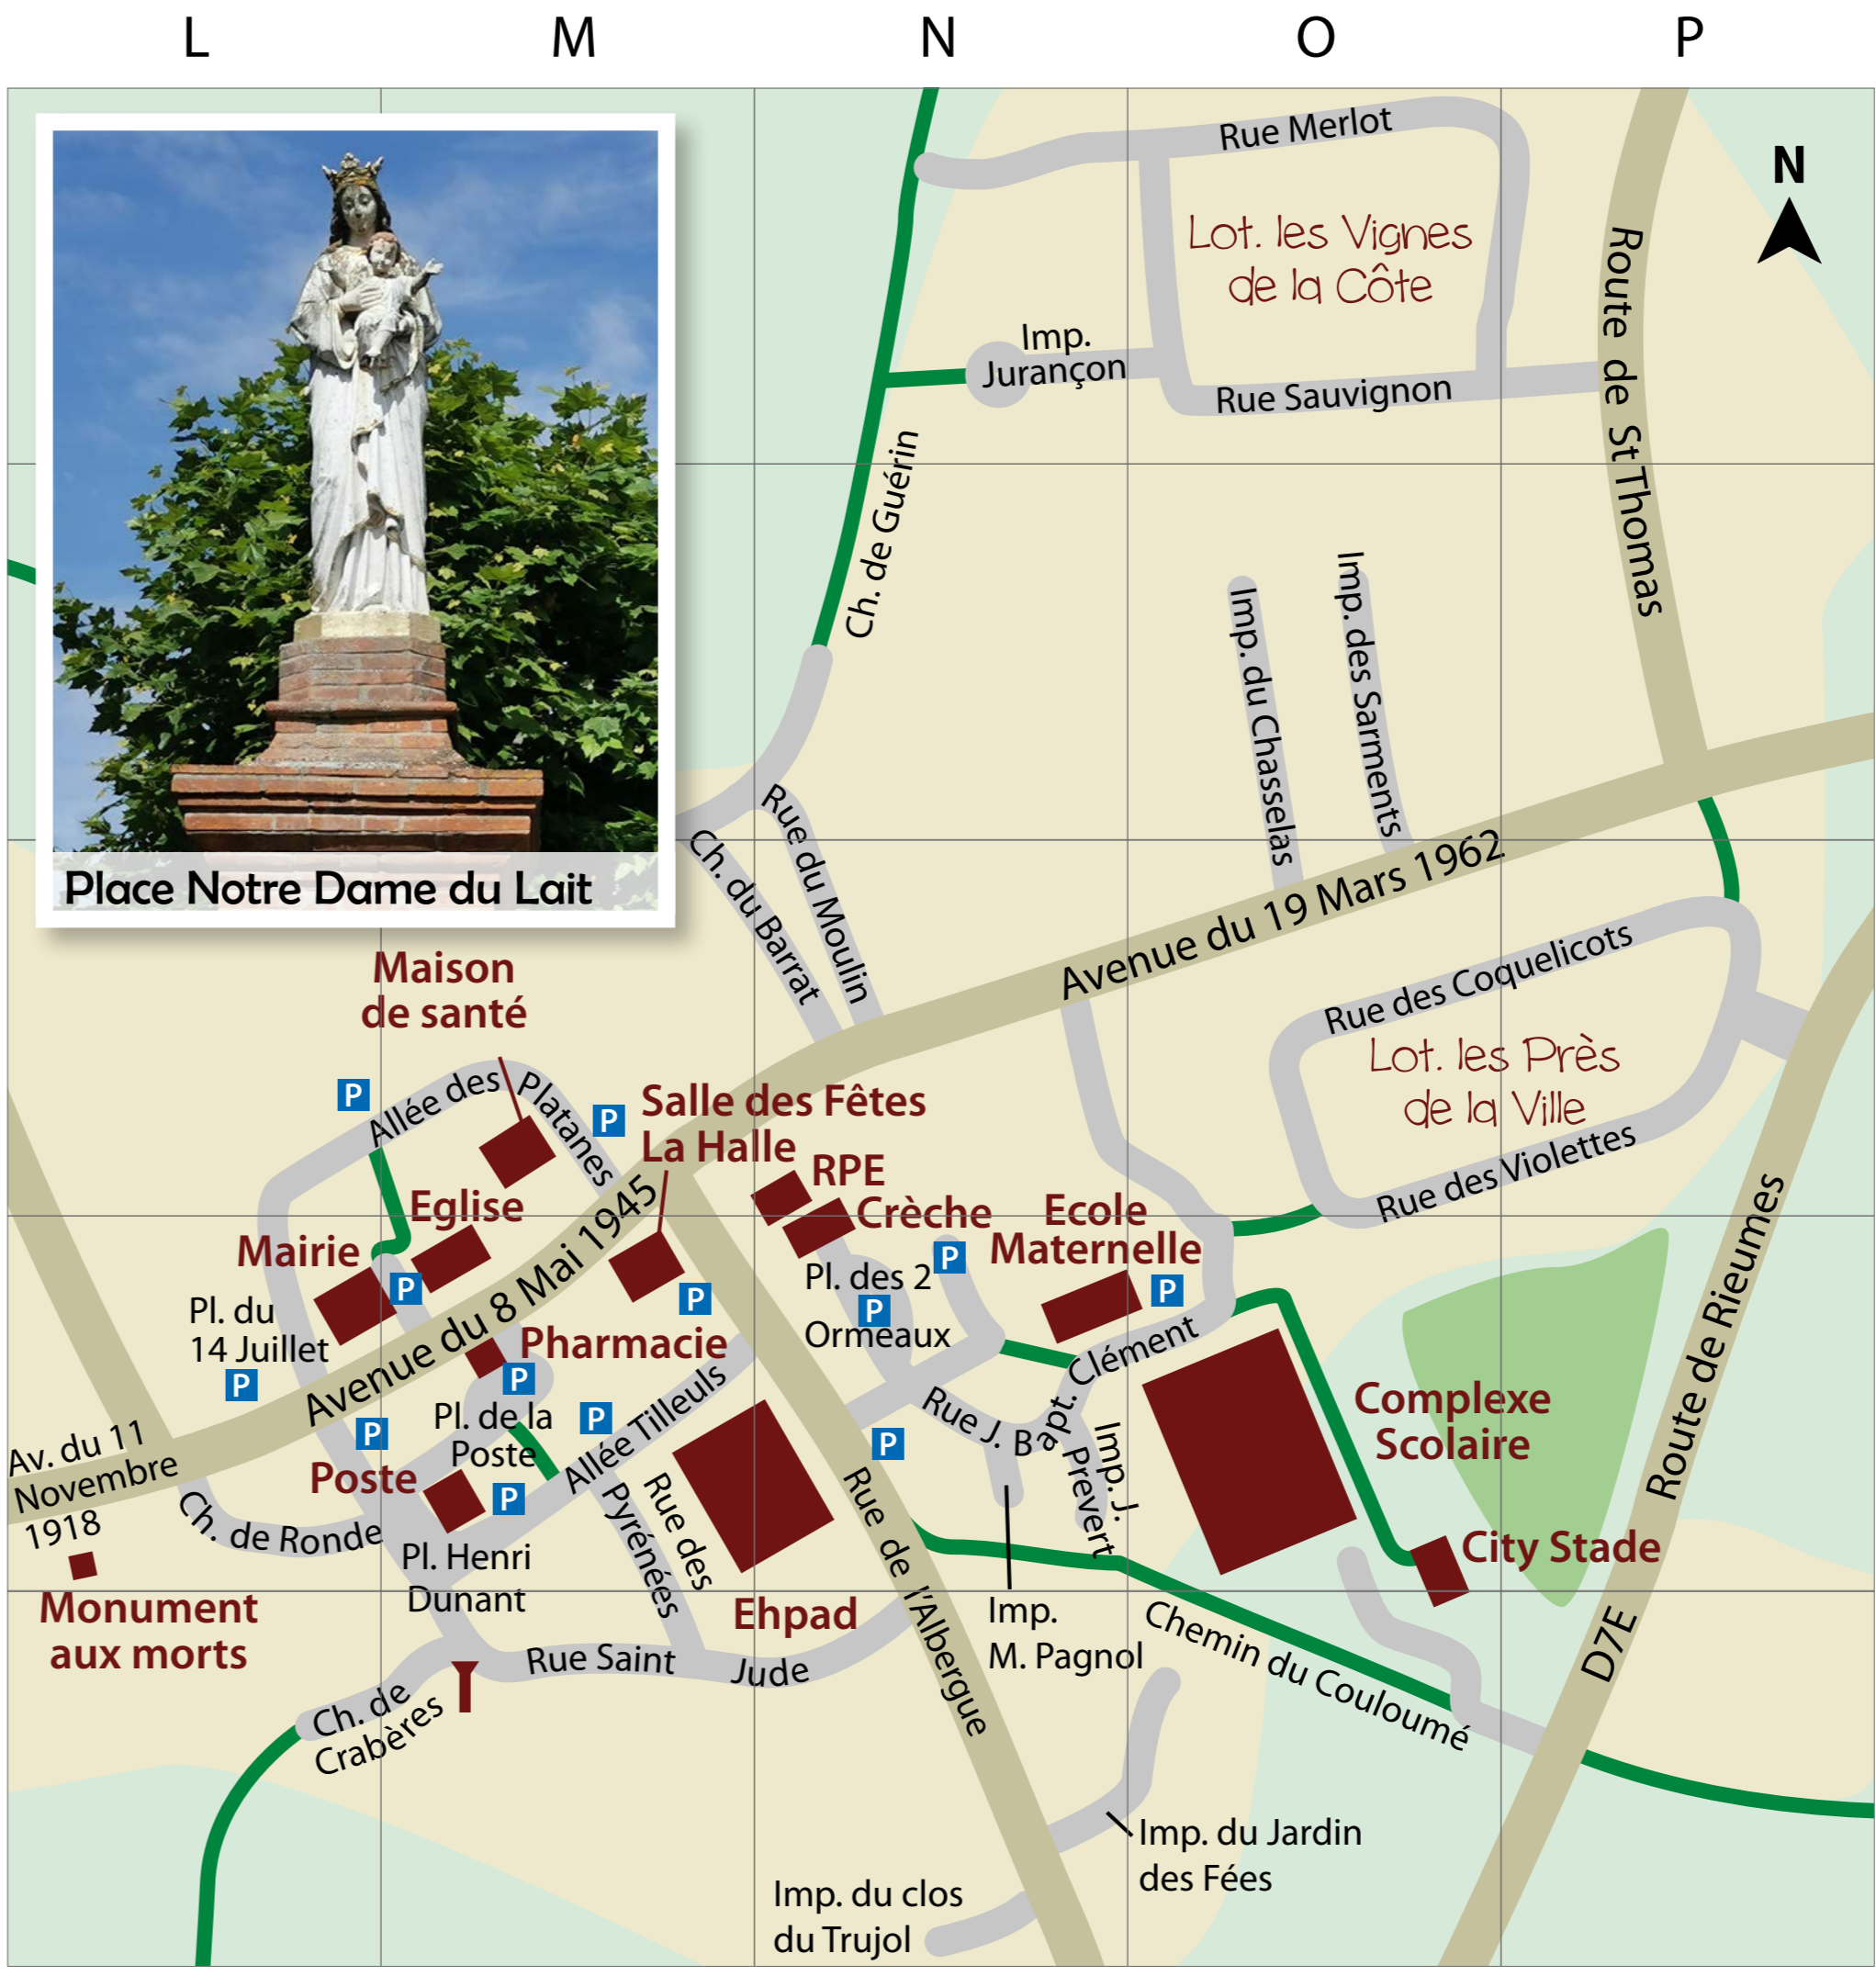 L M N O P
N
Rue Merlot
Lot. les Vignes
de la Côte
Route de St Thomas
Imp.
Jurançon
Rue Sauvignon
Ch. de Guérin
Imp. du Chasselas
Imp. des Sarments
Place Notre Dame du Lait
Ch. du Barrat
Rue du Moulin
Avenue du 19 Mars 1962
Rue des Coquelicots
Lot. les Près
de la Ville
Rue des Violettes
Maison
de santé
P
Allée des Platanes
P
Salle des Fêtes
La Halle
RPE
Crèche
Ecole
Maternelle
P
Eglise
Mairie
P
Pl. du
14 Juillet
P
Avenue du 8 Mai 1945
P
Pharmacie
P
Pl. des 2
P
Ormeaux
P
Rue J. Bapt. Clément
Imp. J.
Prevert
Complexe
Scolaire
Route de Rieumes
City Stade
D7E
Av. du 11
Novembre
1918
P
Pl. de la
Poste
P
Allée Tilleuls
P
Poste
P
Ch. de Ronde
Pl. Henri
Dunant
Rue des
Pyrénées
Rue de l'Albergue
Monument
aux morts
Ehpad
Imp.
M. Pagnol
Chemin du Couloumé
Rue Saint Jude
Ch. de
Crabères
Imp. du Jardin
des Fées
Imp. du clos
du Trujol